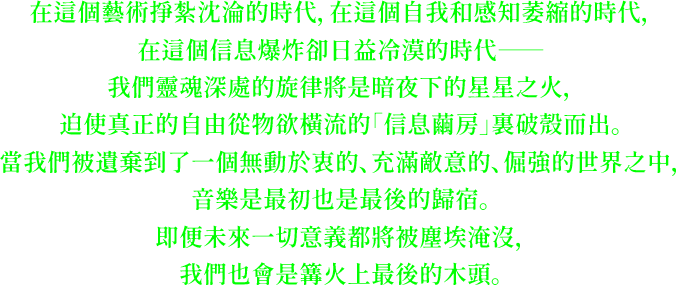 在這個藝術掙紮沈淪的時代，在這個自我和感知萎縮的時代，
在這個信息爆炸卻日益冷漠的時代——
我們靈魂深處的旋律將是暗夜下的星星之火，
迫使真正的自由從物欲橫流的「信息繭房」裏破殼而出。
當我們被遺棄到了一個無動於衷的、充滿敵意的、倔強的世界之中，
音樂是最初也是最後的歸宿。
即便未來一切意義都將被塵埃淹沒，
我們也會是篝火上最後的木頭。